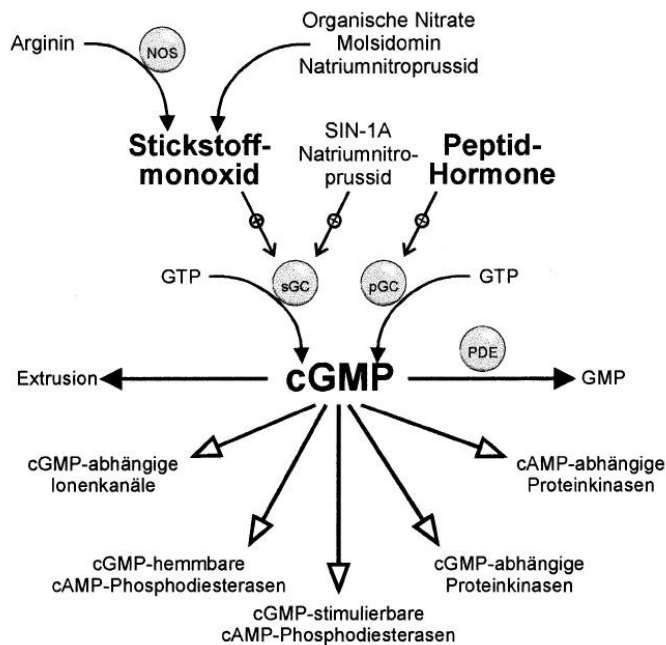 Arginin
NOS
Organische Nitrate
Molsidomin
Natriumnitroprussid
Stickstoff-
monoxid
SIN-1A
Natriumnitro-
prussid
Peptid-
Hormone
GTP
sGC
pGC
GTP
PDE
Extrusion
cGMP
GMP
cGMP-abhängige
Ionenkanäle
cAMP-abhängige
Proteinkinasen
cGMP-hemmbare
cAMP-Phosphodiesterasen
cGMP-abhängige
Proteinkinasen
cGMP-stimulierbare
cAMP-Phosphodiesterasen